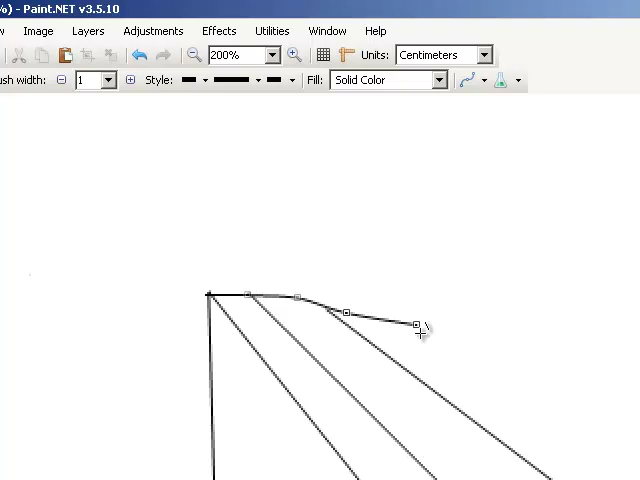 %) - Paint.NET v3.5.10
w Image Layers Adjustments Effects Utilities Window Help
200% Units: Centimeters
ush width: 1 Style: Fill: Solid Color